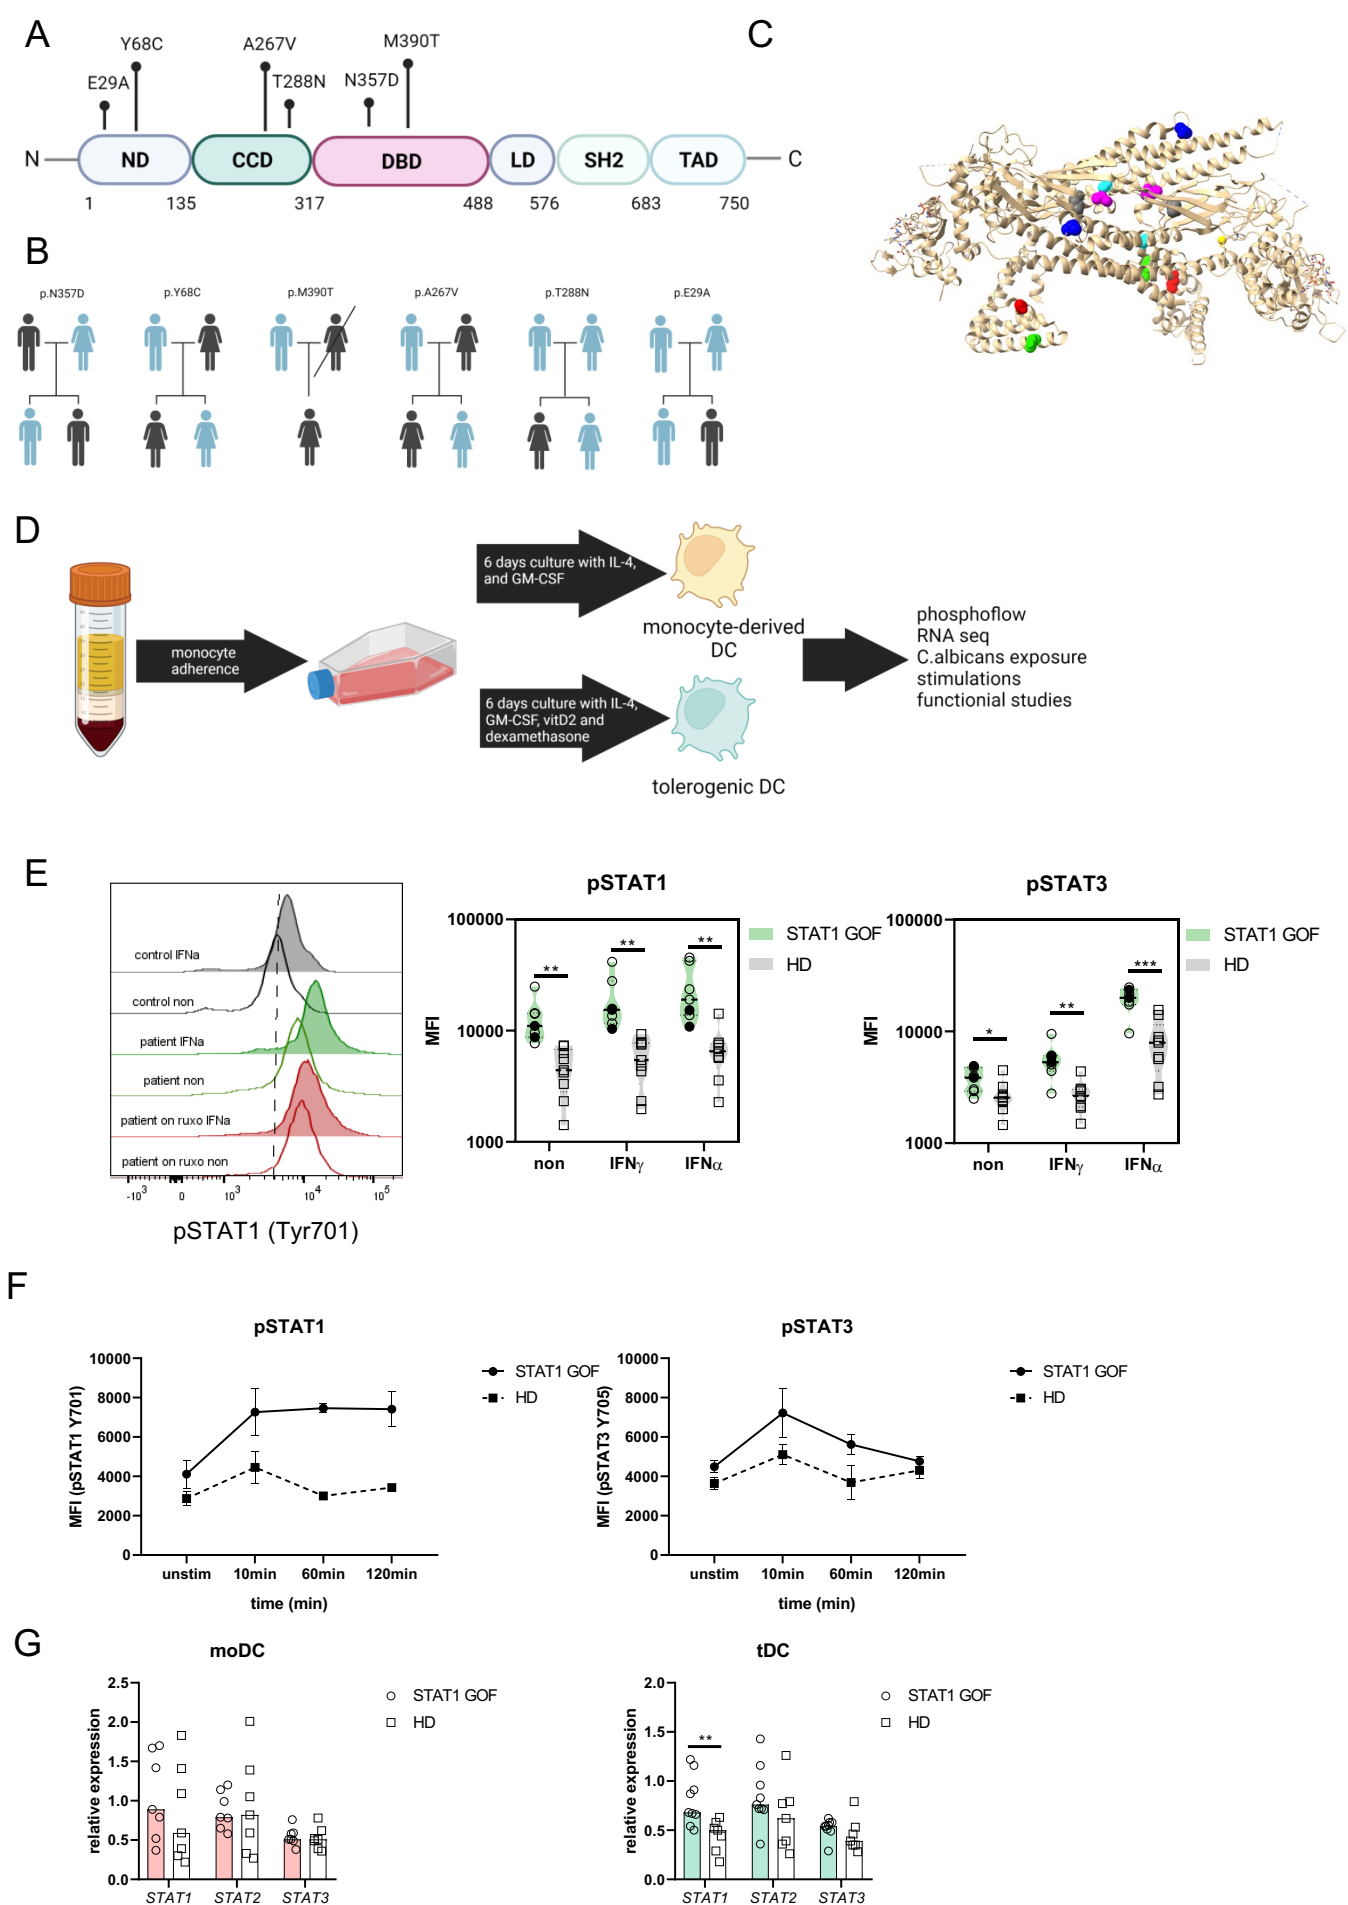 A
Y68C
A267V
M390T
E29A
T288N
N357D
N
ND
CCD
DBD
LD
SH2
TAD
C
1
135
317
488
576
683
750
B
p.N357D
p.Y68C
p.M390T
p.A267V
p.T288N
p.E29A
C
D
monocyte
adherence
6 days culture with IL-4,
and GM-CSF
monocyte-derived
DC
6 days culture with IL-4,
GM-CSF, vitD2 and
dexamethasone
tolerogenic DC
phosphoflow
RNA seq
C.albicans exposure
stimulations
functionial studies
E
control IFNa
control non
patient IFNa
patient non
patient on ruxo IFNa
patient on ruxo non
-10³
0
10³
10⁴
10⁵
pSTAT1 (Tyr701)
pSTAT1
MFI
100000
10000
1000
**
**
**
non
IFNγ
IFNα
STAT1 GOF
HD
pSTAT3
MFI
100000
10000
1000
*
**
***
non
IFNγ
IFNα
STAT1 GOF
HD
F
pSTAT1
MFI (pSTAT1 Y701)
10000
8000
6000
4000
2000
0
unstim
10min
60min
120min
time (min)
STAT1 GOF
HD
pSTAT3
MFI (pSTAT3 Y705)
10000
8000
6000
4000
2000
0
unstim
10min
60min
120min
time (min)
STAT1 GOF
HD
G
moDC
relative expression
2.5
2.0
1.5
1.0
0.5
0.0
STAT1
STAT2
STAT3
STAT1 GOF
HD
tDC
relative expression
2.0
1.5
1.0
0.5
0.0
**
STAT1
STAT2
STAT3
STAT1 GOF
HD